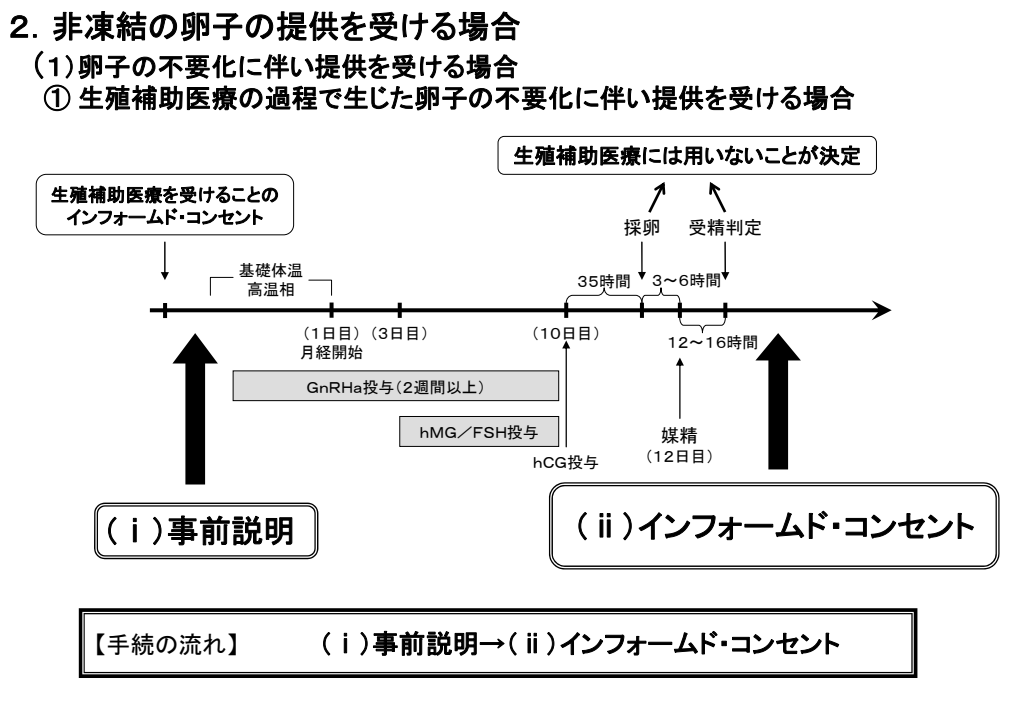 ２．非凍結の卵子の提供を受ける場合
（１）卵子の不要化に伴い提供を受ける場合
① 生殖補助医療の過程で生じた卵子の不要化に伴い提供を受ける場合
生殖補助医療には用いないことが決定
生殖補助医療を受けることの
インフォームド・コンセント
採卵
受精判定
基礎体温
高温相
35時間
３～６時間
（１日目）
月経開始
（３日目）
（10日目）
12～16時間
GnRHa投与（２週間以上）
hMG／FSH投与
hCG投与
媒精
（12日目）
（ⅰ）事前説明
（ⅱ）インフォームド・コンセント
【手続の流れ】　（ⅰ）事前説明→（ⅱ）インフォームド・コンセント